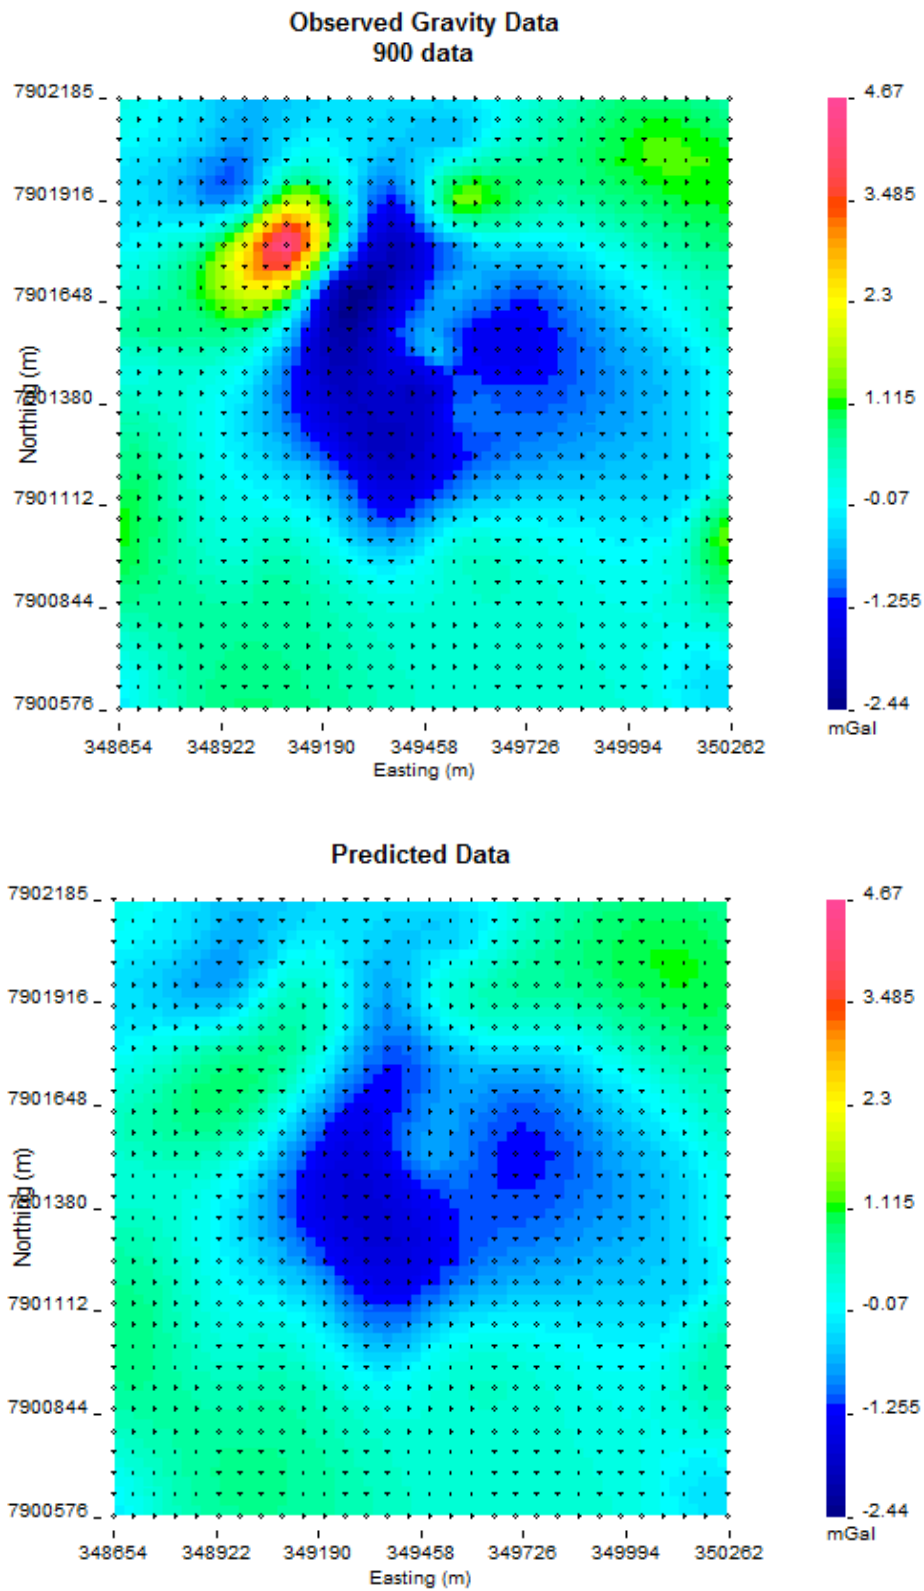 Observed Gravity Data
900 data
7902185
7901916
7901648
7901380
7901112
7900844
7900576
Northing (m)
348654 348922 349190 349458 349726 349994 350262
Easting (m)
4.67
3.485
2.3
1.115
-0.07
-1.255
-2.44
mGal
Predicted Data
7902185
7901916
7901648
7901380
7901112
7900844
7900576
Northing (m)
348654 348922 349190 349458 349726 349994 350262
Easting (m)
4.67
3.485
2.3
1.115
-0.07
-1.255
-2.44
mGal